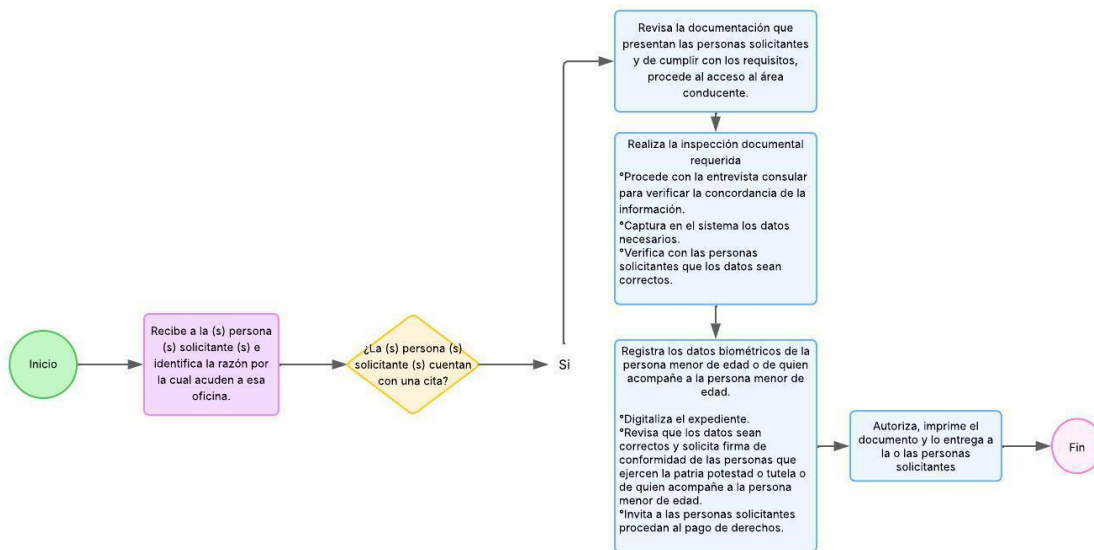 Inicio
Recibe a la (s) persona
(s) solicitante (s) e
identifica la razón por
la cual acuden a esa
oficina.
¿La (s) persona (s)
solicitante (s) cuentan
con una cita?
Si
Revisa la documentación que
presentan las personas solicitantes
y de cumplir con los requisitos,
procede al acceso al área
conducente.
Realiza la inspección documental
requerida
°Procede con la entrevista consular
para verificar la concordancia de la
información.
°Captura en el sistema los datos
necesarios.
°Verifica con las personas
solicitantes que los datos sean
correctos.
Registra los datos biométricos de la
persona menor de edad o de quien
acompañe a la persona menor de
edad.
°Digitaliza el expediente.
°Revisa que los datos sean
correctos y solicita firma de
conformidad de las personas que
ejercen la patria potestad o tutela o
de quien acompañe a la persona
menor de edad.
°Invita a las personas solicitantes
procedan al pago de derechos.
Autoriza, imprime el
documento y lo entrega a
la o las personas
solicitantes
Fin